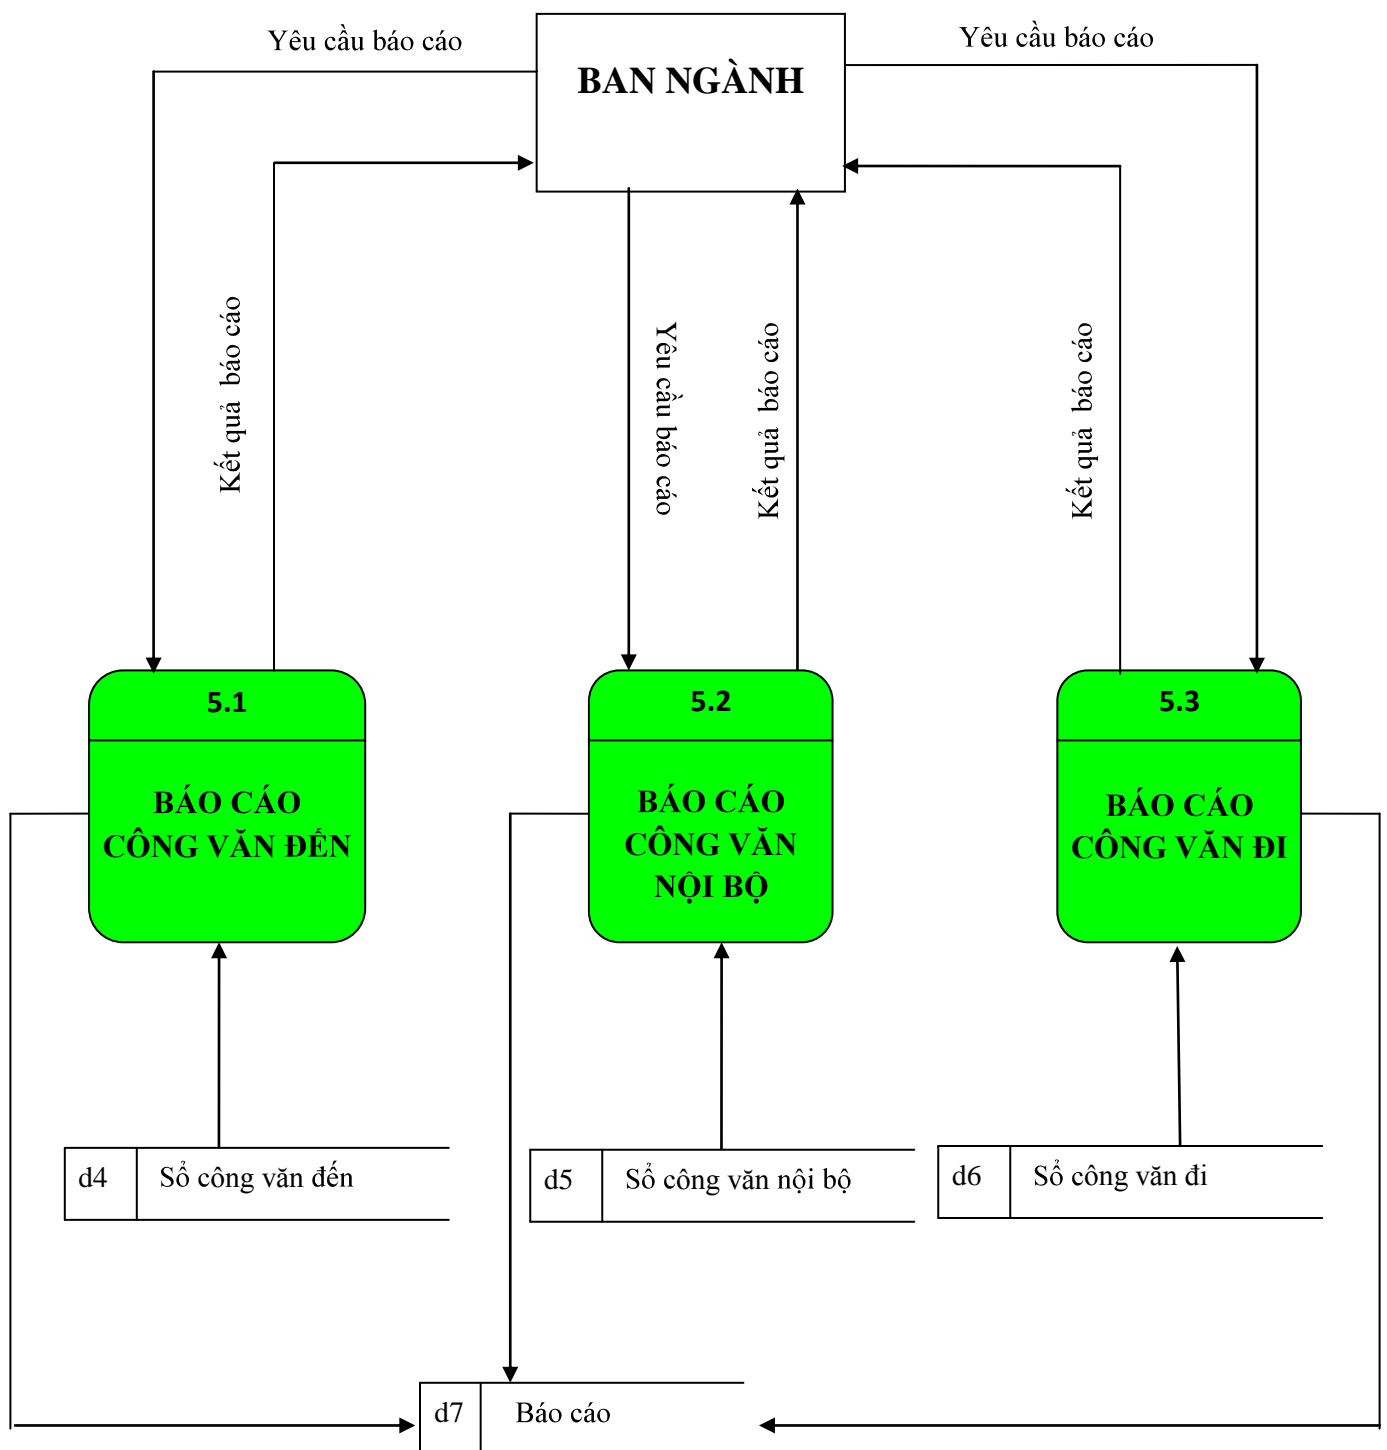 Yêu cầu báo cáo
Yêu cầu báo cáo
BAN NGÀNH
Kết quả báo cáo
Yêu cầu báo cáo
Kết quả báo cáo
Kết quả báo cáo
5.1
BÁO CÁO
CÔNG VĂN ĐẾN
5.2
BÁO CÁO
CÔNG VĂN
NỘI BỘ
5.3
BÁO CÁO
CÔNG VĂN ĐI
d4 Sổ công văn đến
d5 Sổ công văn nội bộ
d6 Sổ công văn đi
d7 Báo cáo